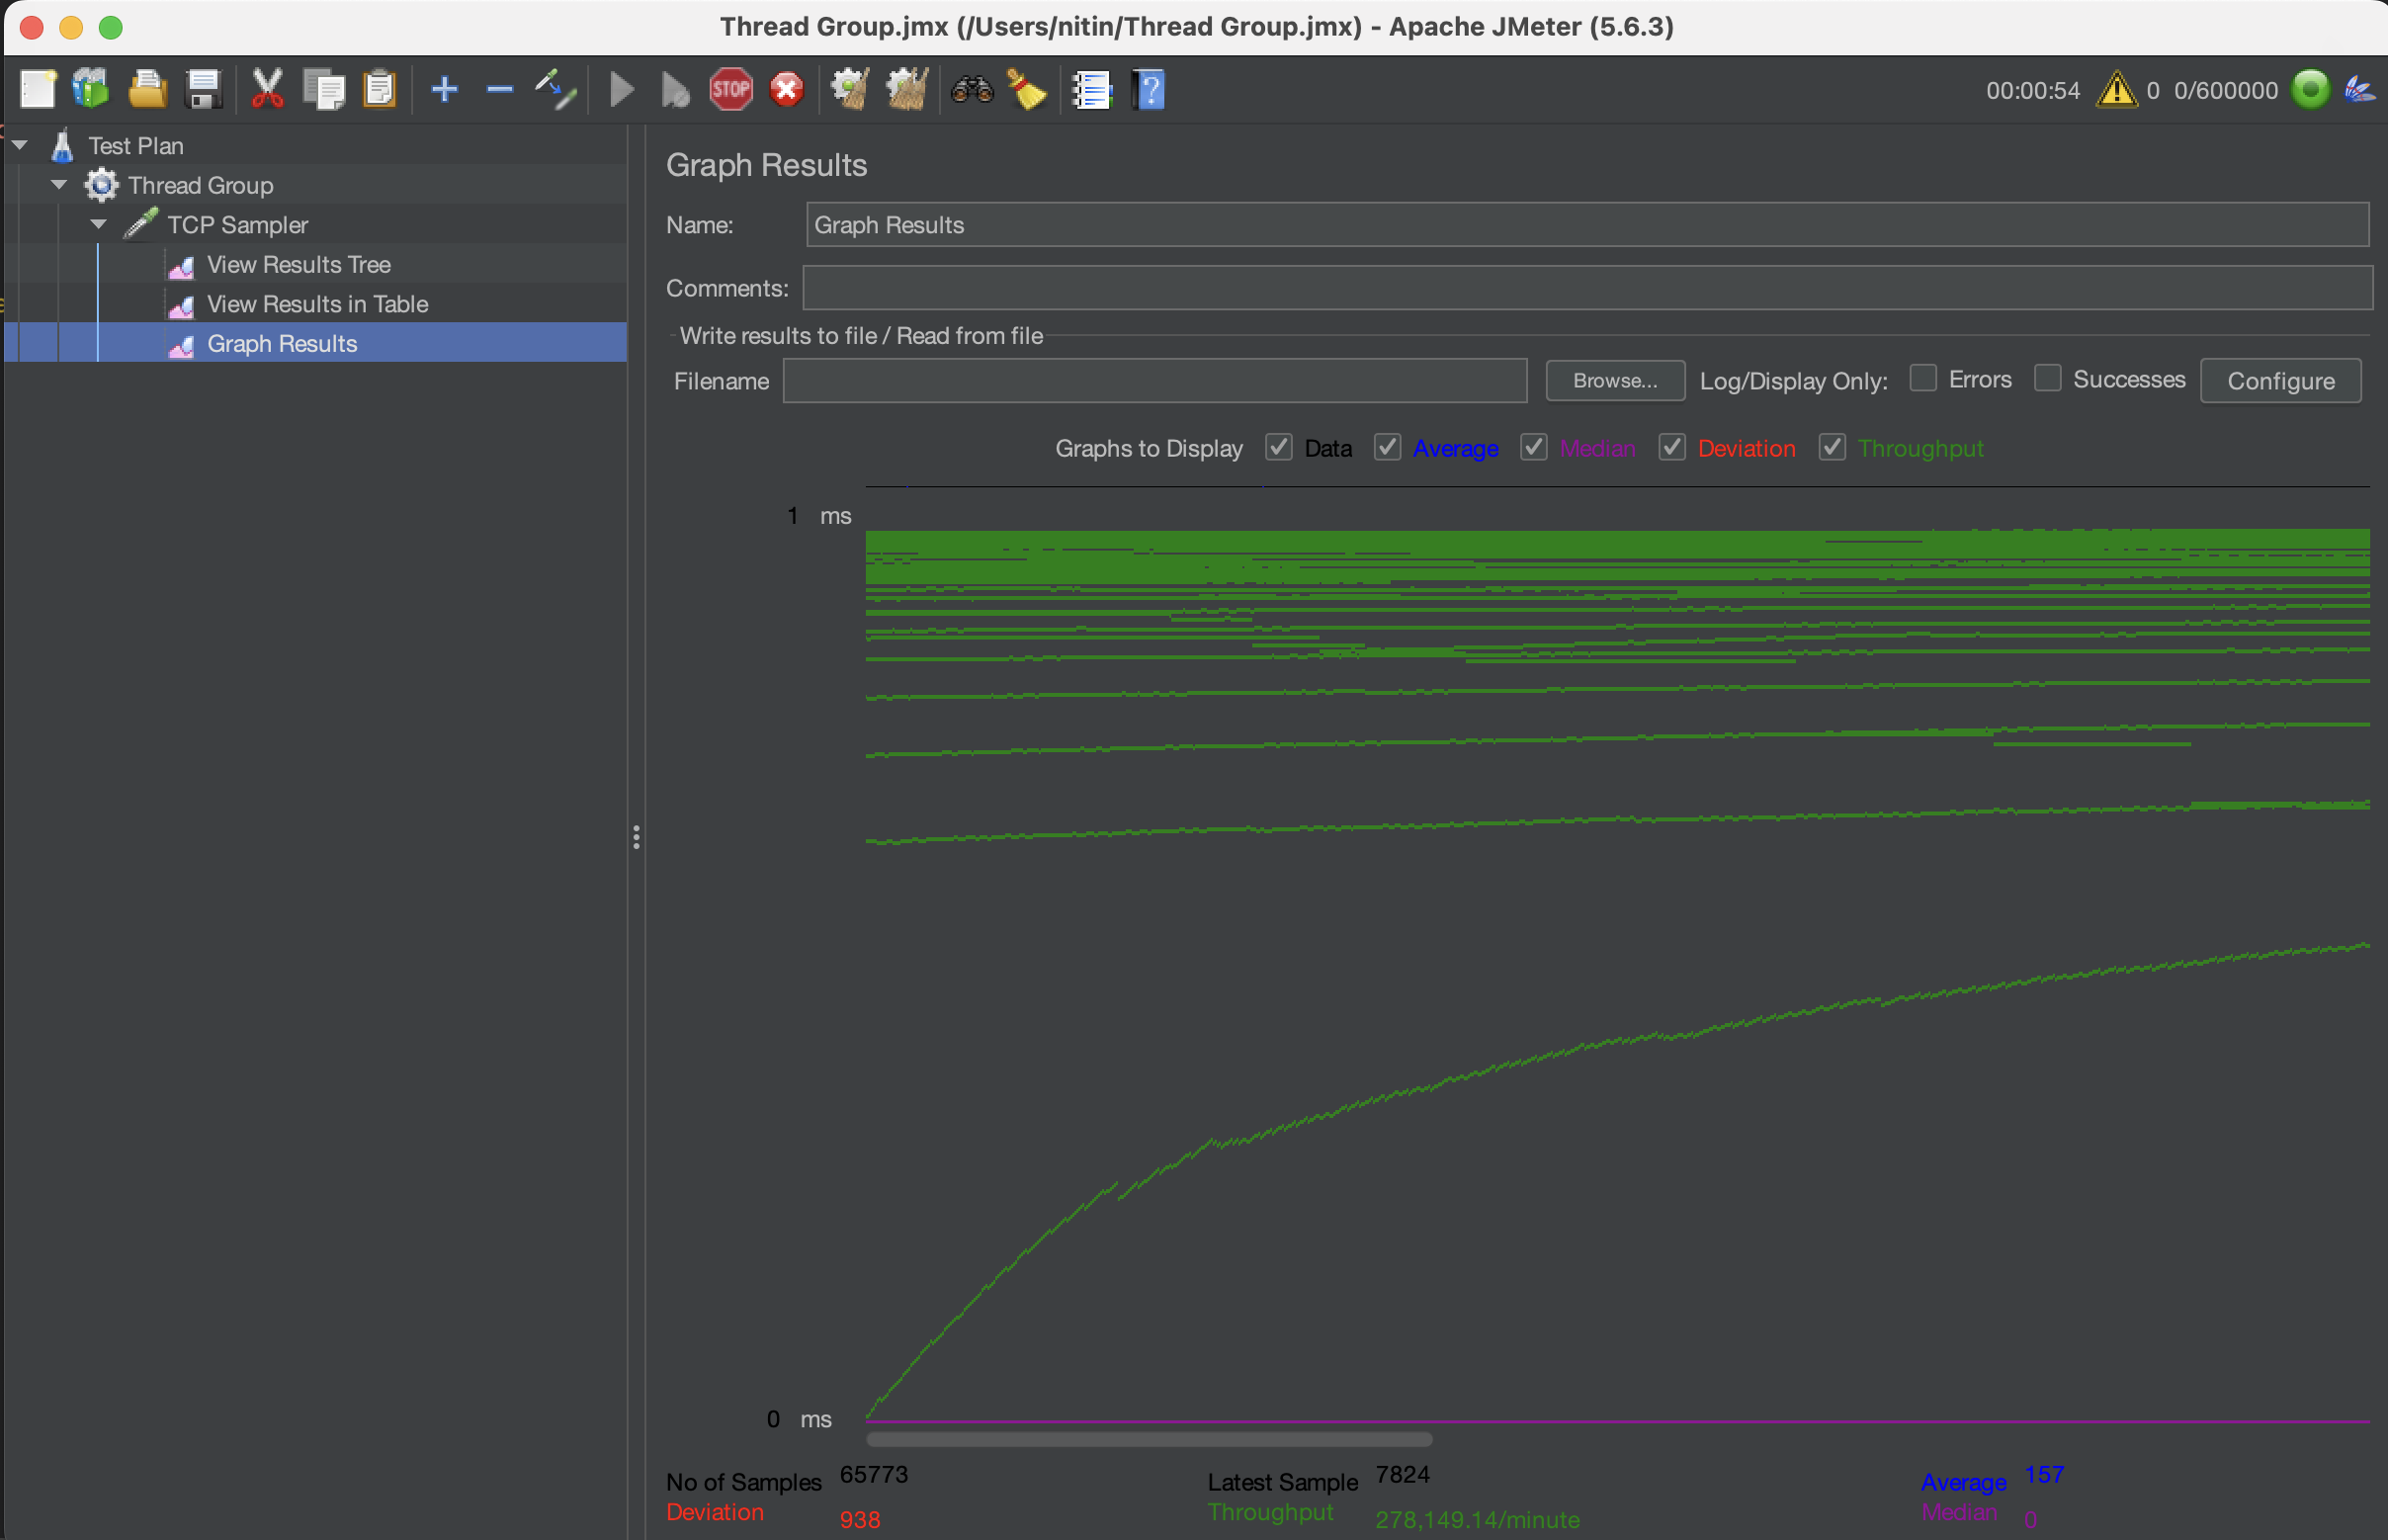 Thread Group.jmx (/Users/nitin/Thread Group.jmx) - Apache JMeter (5.6.3)
STOP
00:00:54 0 0/600000
Test Plan
Thread Group
TCP Sampler
View Results Tree
View Results in Table
Graph Results
Graph Results
Name: Graph Results
Comments:
Write results to file / Read from file
Filename Browse... Log/Display Only: Errors Successes Configure
Graphs to Display Data Average Median Deviation Throughput
1 ms
0 ms
No of Samples 65773 Latest Sample 7824 Average 157
Deviation 938 Throughput 278,149.14/minute Median 0